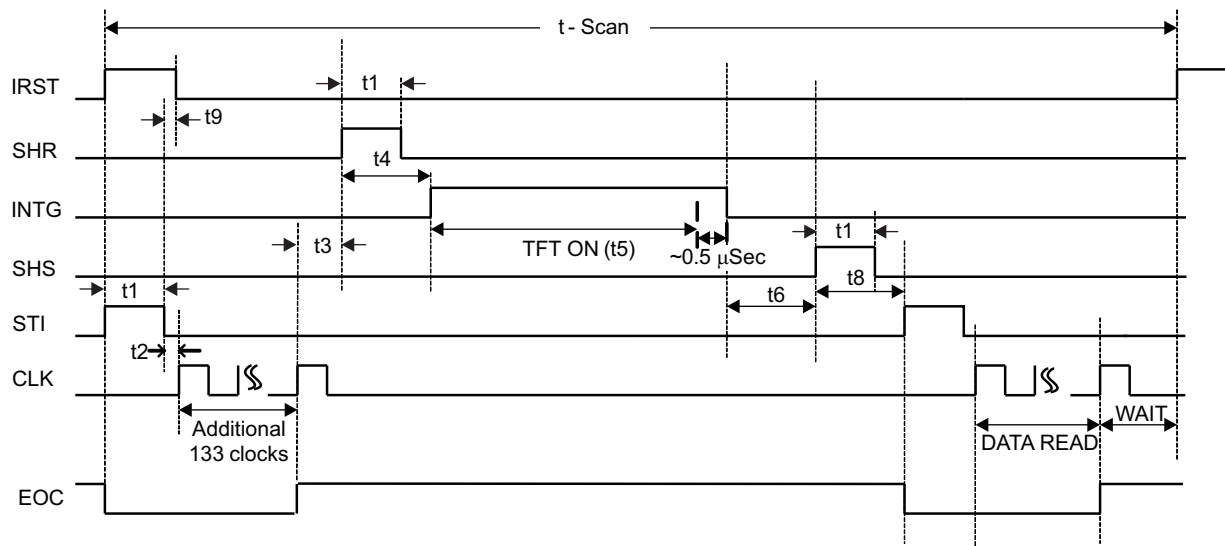 t - Scan
IRST
t1
t9
SHR
t4
INTG
t3
TFT ON (t5)
~0.5 μSec
t1
SHS
t1
t6
t8
STI
t2
CLK
Additional
133 clocks
DATA READ
WAIT
EOC